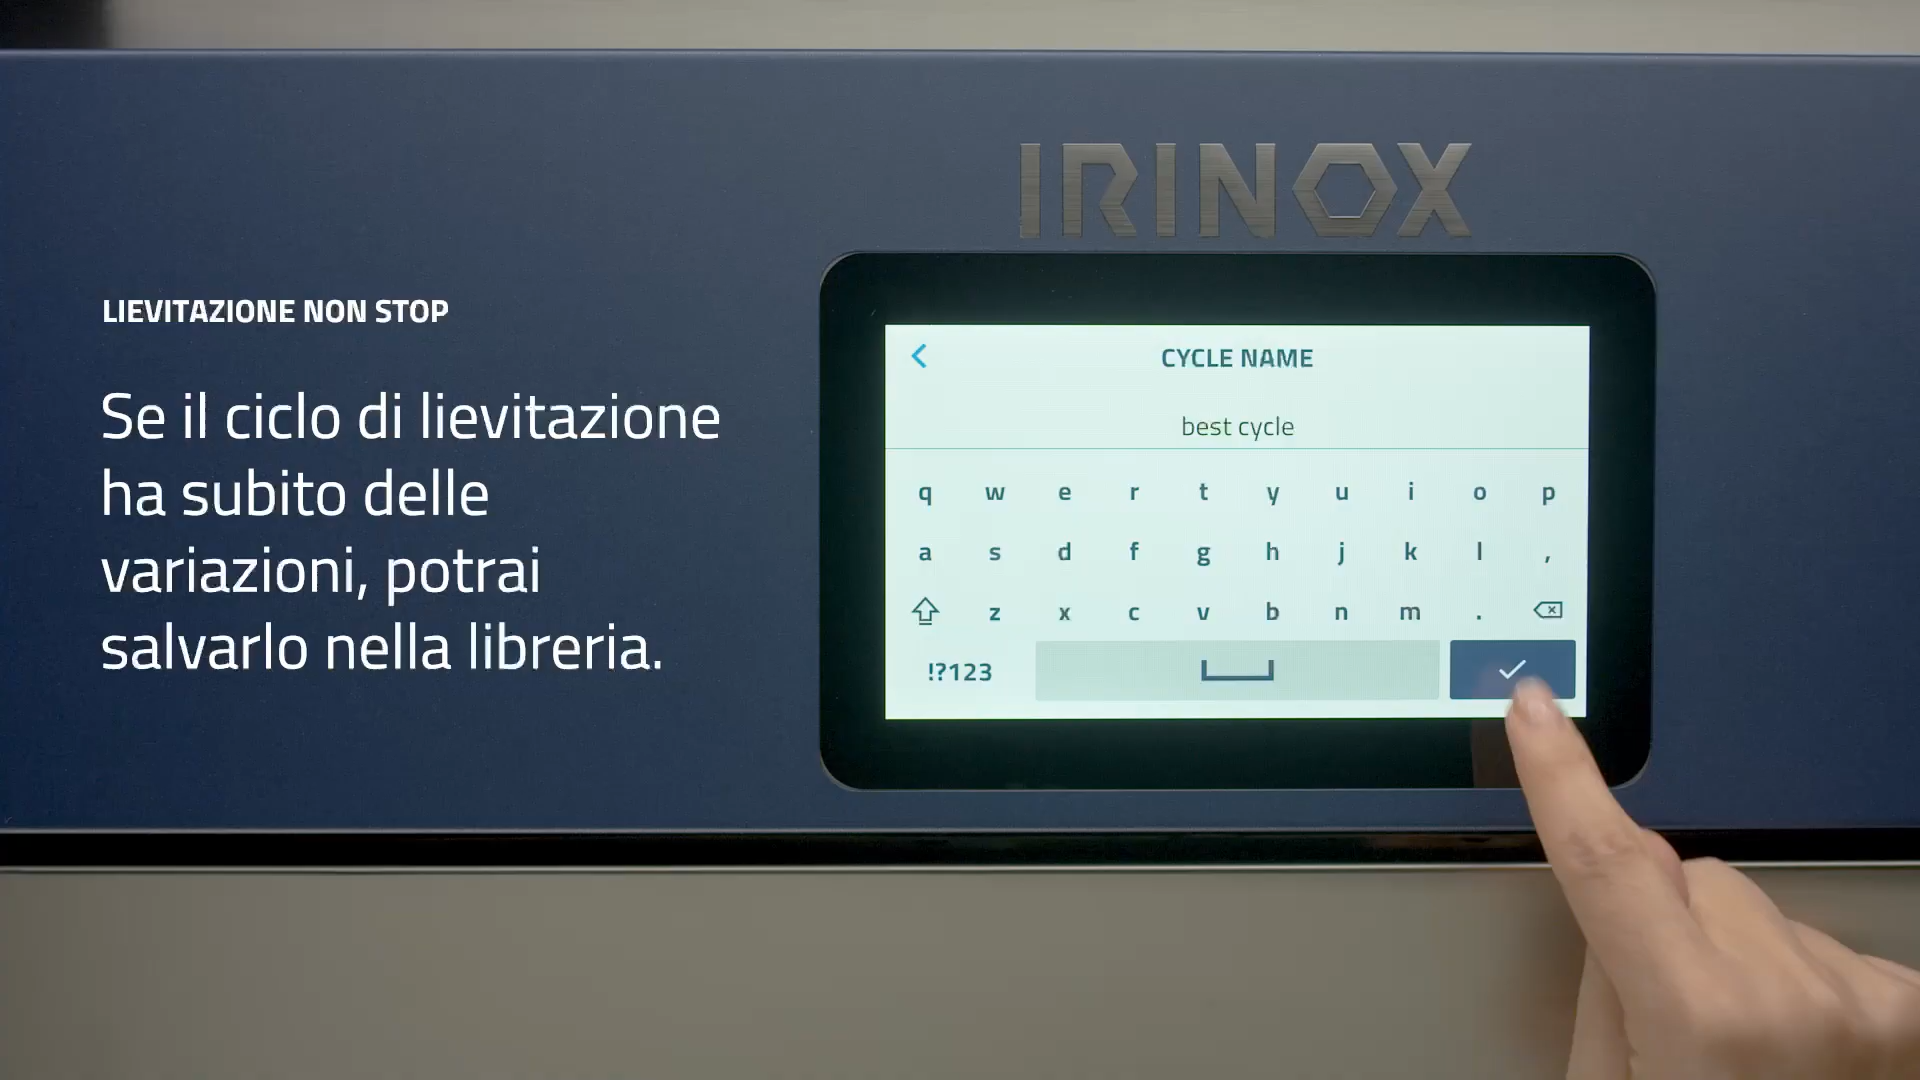 IRINOX
LIEVITAZIONE NON STOP
Se il ciclo di lievitazione
ha subito delle
variazioni, potrai
salvarlo nella libreria.
CYCLE NAME
best cycle
q w e r t y u i o p
a s d f g h j k l ,
z x c v b n m .
!?123